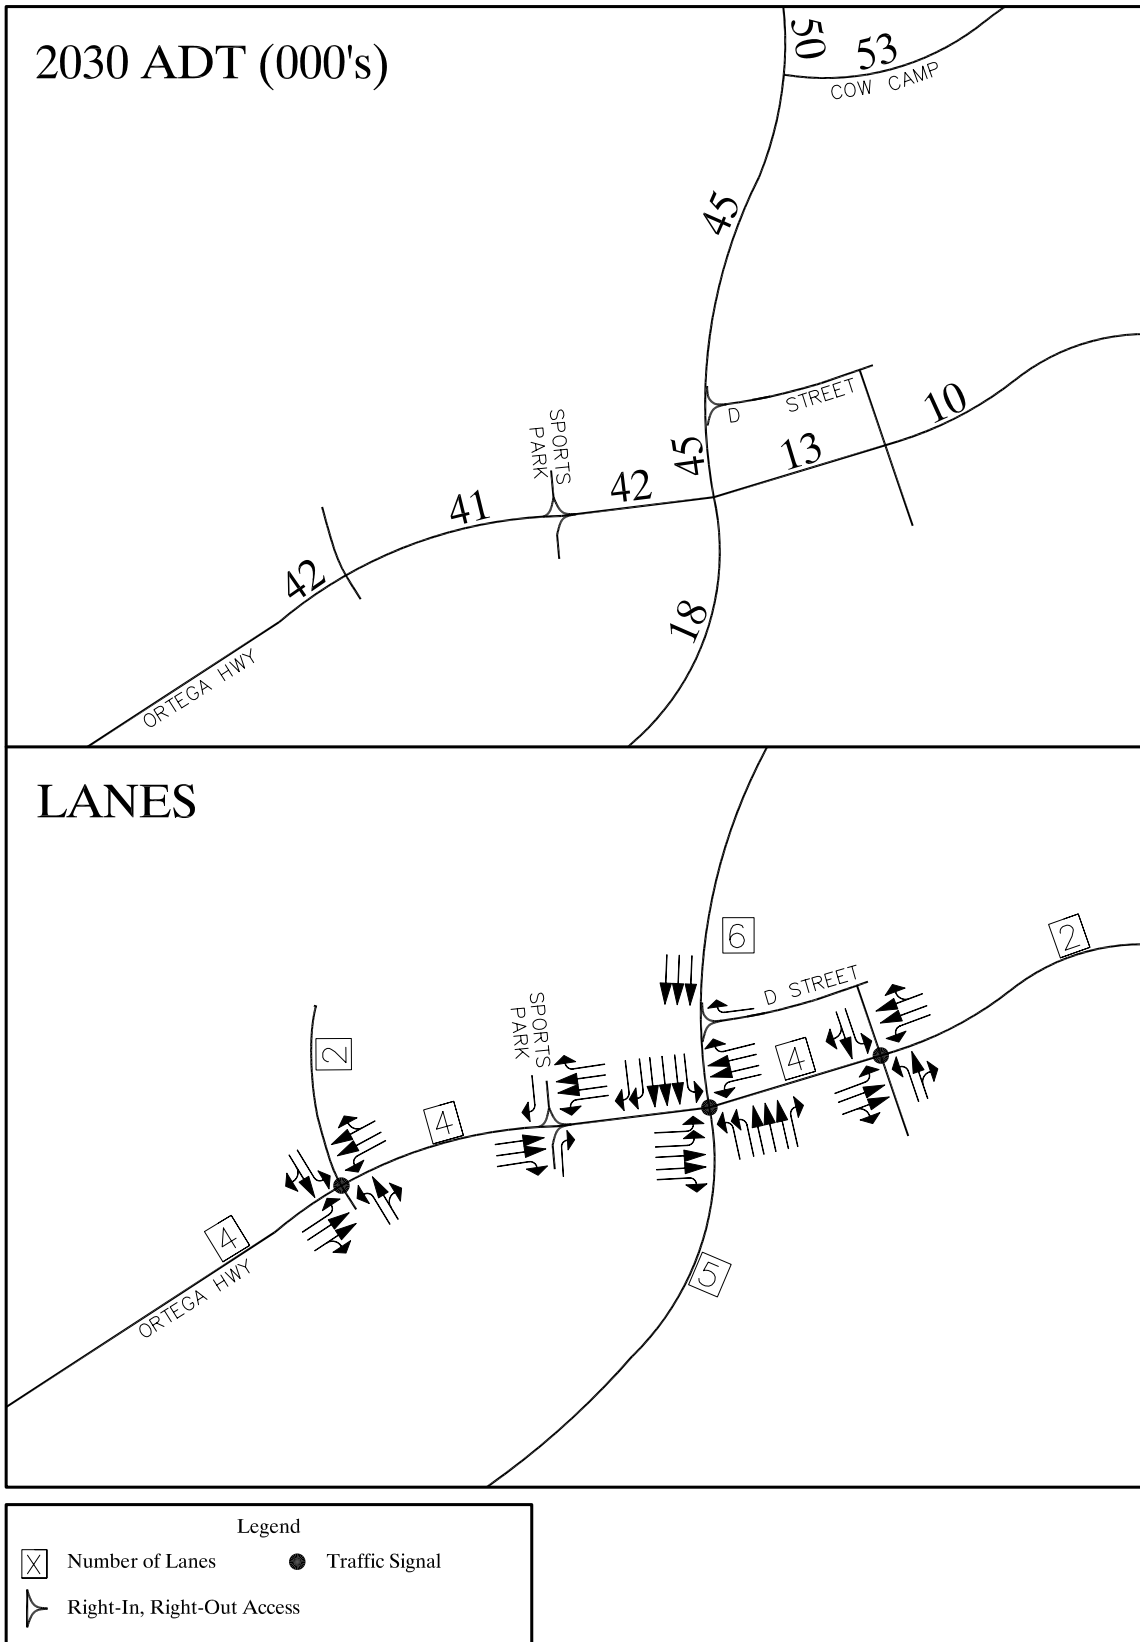 2030 ADT (000's)
50
53
COW CAMP
45
10
D STREET
13
45
SPORTS
PARK
42
41
42
18
ORTEGA HWY
LANES
6
2
D STREET
SPORTS
PARK
4
2
4
4
5
ORTEGA HWY
Legend
X Number of Lanes
Traffic Signal
Right-In, Right-Out Access